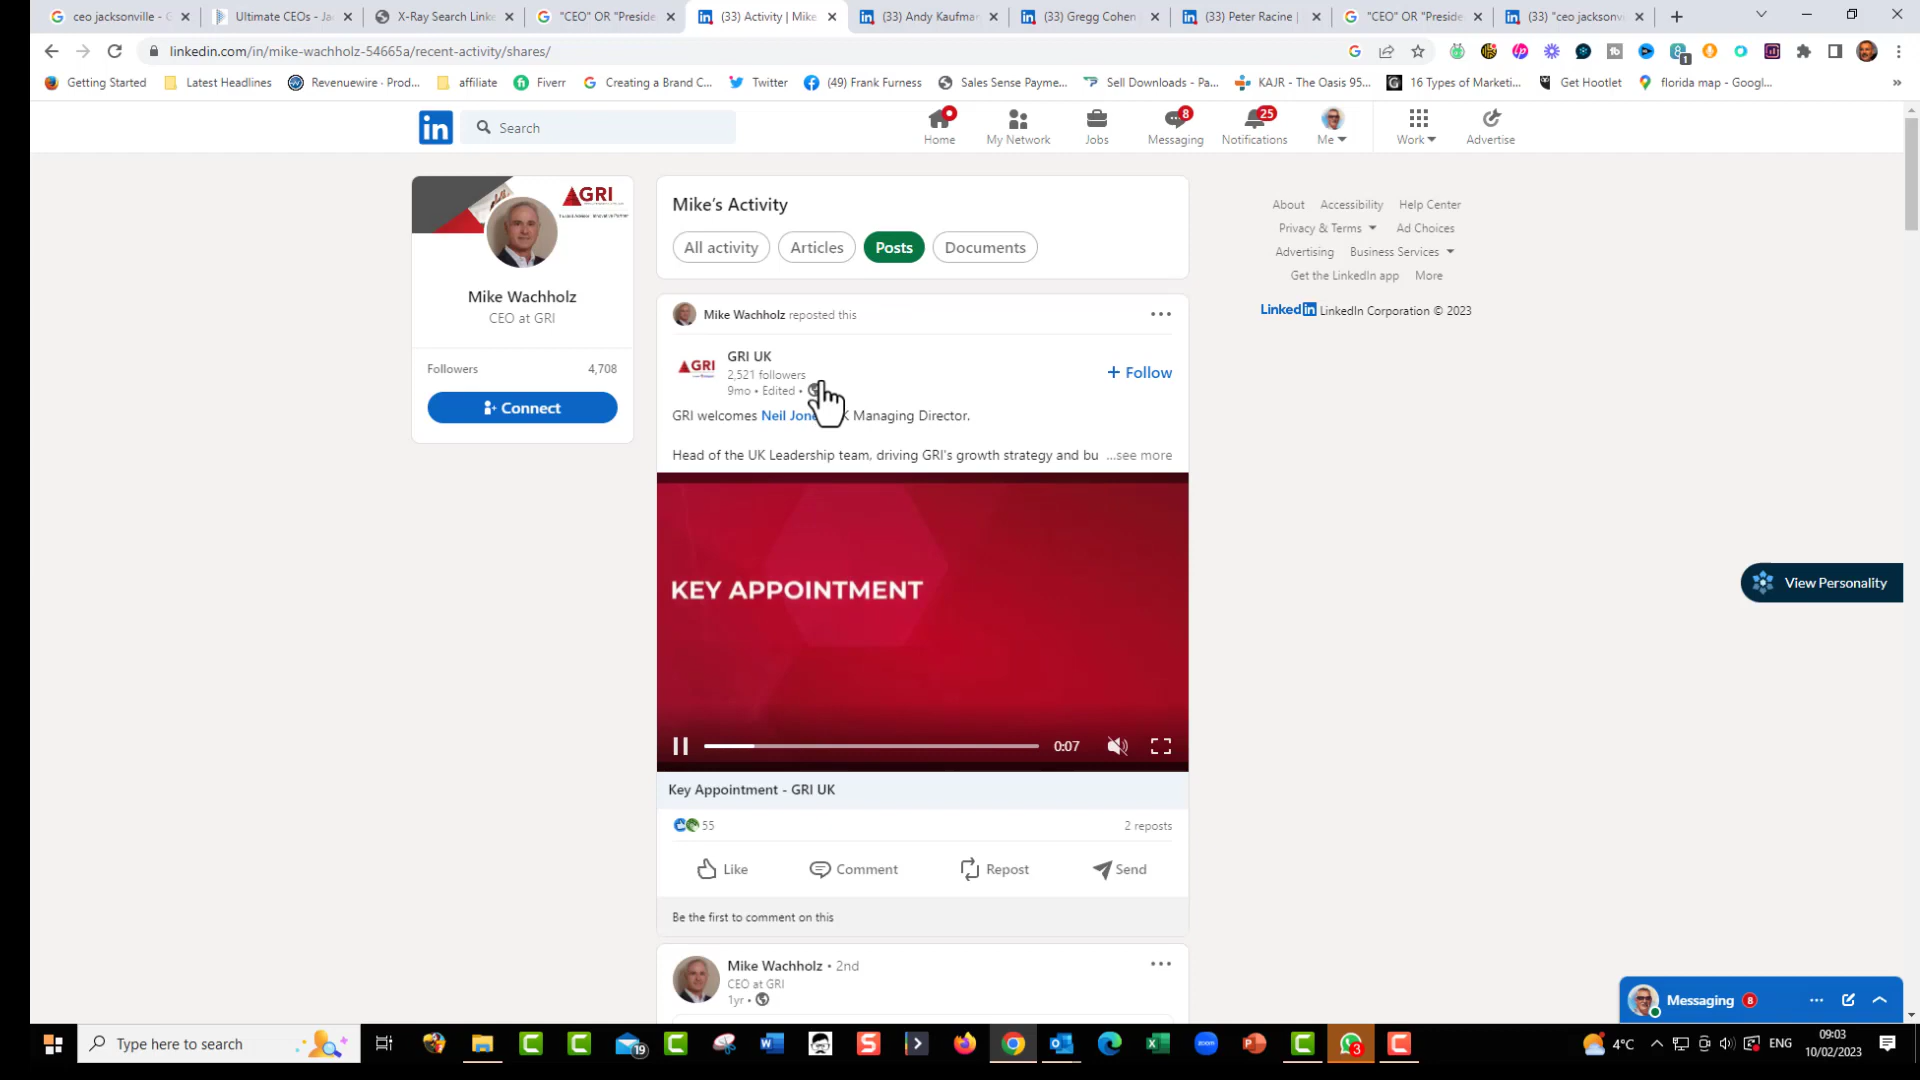 ceo jacksonville - G
Ultimate CEOs - Ja
X-Ray Search Linke
"CEO" OR "Preside
(33) Activity | Mike
(33) Andy Kaufman
(33) Gregg Cohen
(33) Peter Racine |
"CEO" OR "Preside
(33) "ceo jacksonvi
linkedin.com/in/mike-wachholz-54665a/recent-activity/shares/
Getting Started
Latest Headlines
Revenuewire - Prod...
affiliate
Fiverr
Creating a Brand C...
Twitter
(49) Frank Furness
Sales Sense Payme...
Sell Downloads - Pa...
KAJR - The Oasis 95...
16 Types of Marketi...
Get Hootlet
florida map - Googl...
Search
Home
My Network
Jobs
8
Messaging
25
Notifications
Me
Work
Advertise
GRI
Mike Wachholz
CEO at GRI
Followers 4,708
Connect
Mike's Activity
All activity
Articles
Posts
Documents
Mike Wachholz reposted this
GRI
GRI UK
2,521 followers
9mo • Edited •
+ Follow
GRI welcomes Neil Jone K Managing Director.
Head of the UK Leadership team, driving GRI's growth strategy and bu ...see more
KEY APPOINTMENT
0:07
Key Appointment - GRI UK
55
2 reposts
Like
Comment
Repost
Send
Be the first to comment on this
Mike Wachholz • 2nd
CEO at GRI
1yr •
About
Accessibility
Help Center
Privacy & Terms
Ad Choices
Advertising
Business Services
Get the LinkedIn app
More
LinkedIn LinkedIn Corporation © 2023
View Personality
Messaging 8
Type here to search
19
zoom
3
4°C
ENG
09:03
10/02/2023